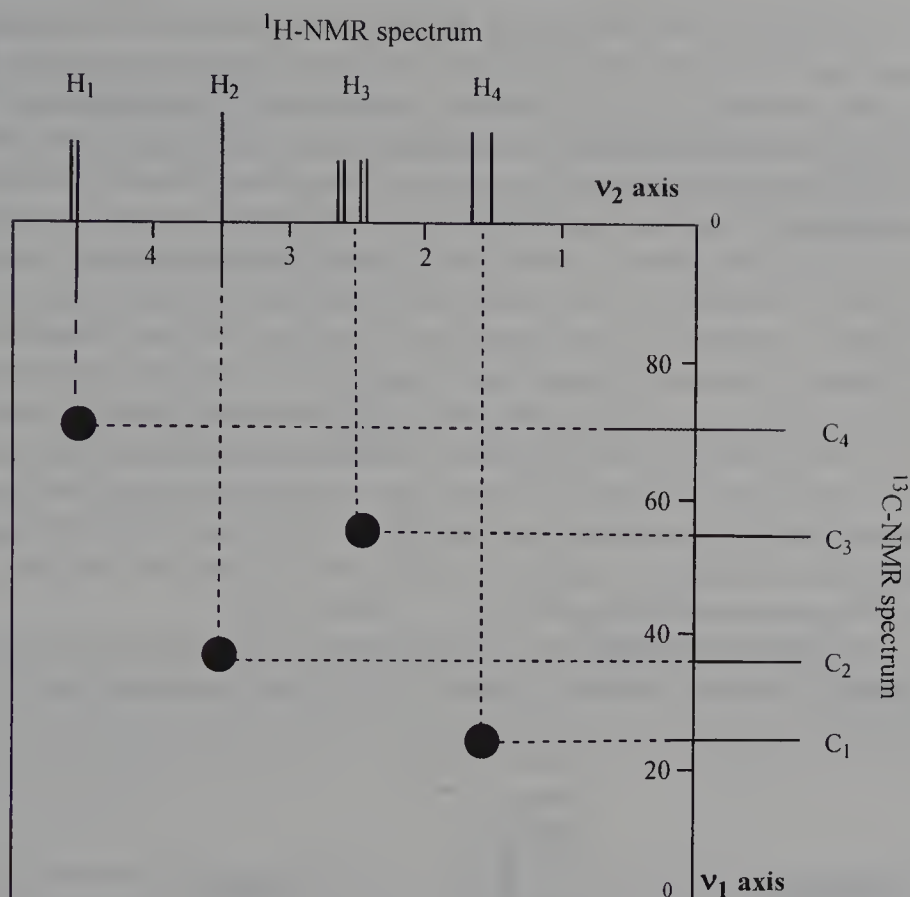 ¹H-NMR spectrum
H₁ H₂ H₃ H₄
ν₂ axis
4 3 2 1 0
80
C₄
60
C₃
¹³C-NMR spectrum
40
C₂
C₁
20
0 ν₁ axis